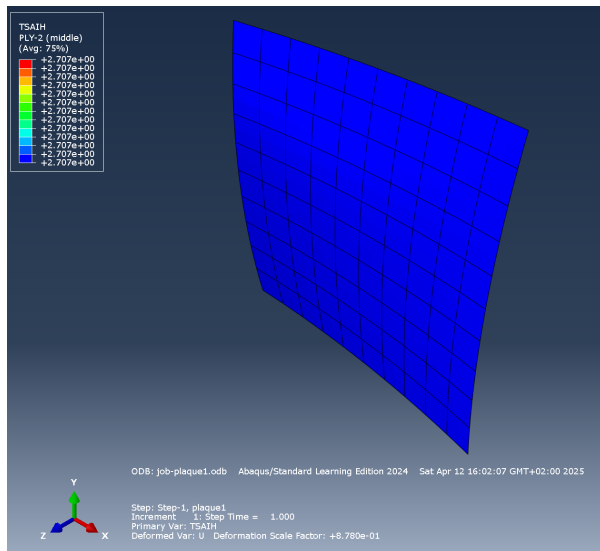 TSAIH
PLY-2 (middle)
(Avg: 75%)
+2.707e+00
+2.707e+00
+2.707e+00
+2.707e+00
+2.707e+00
+2.707e+00
+2.707e+00
+2.707e+00
+2.707e+00
+2.707e+00
+2.707e+00
+2.707e+00
+2.707e+00
ODB: job-plaque1.odb Abaqus/Standard Learning Edition 2024 Sat Apr 12 16:02:07 GMT+02:00 2025
Y
Z
X
Step: Step-1, plaque1
Increment 1: Step Time = 1.000
Primary Var: TSAIH
Deformed Var: U Deformation Scale Factor: +8.780e-01